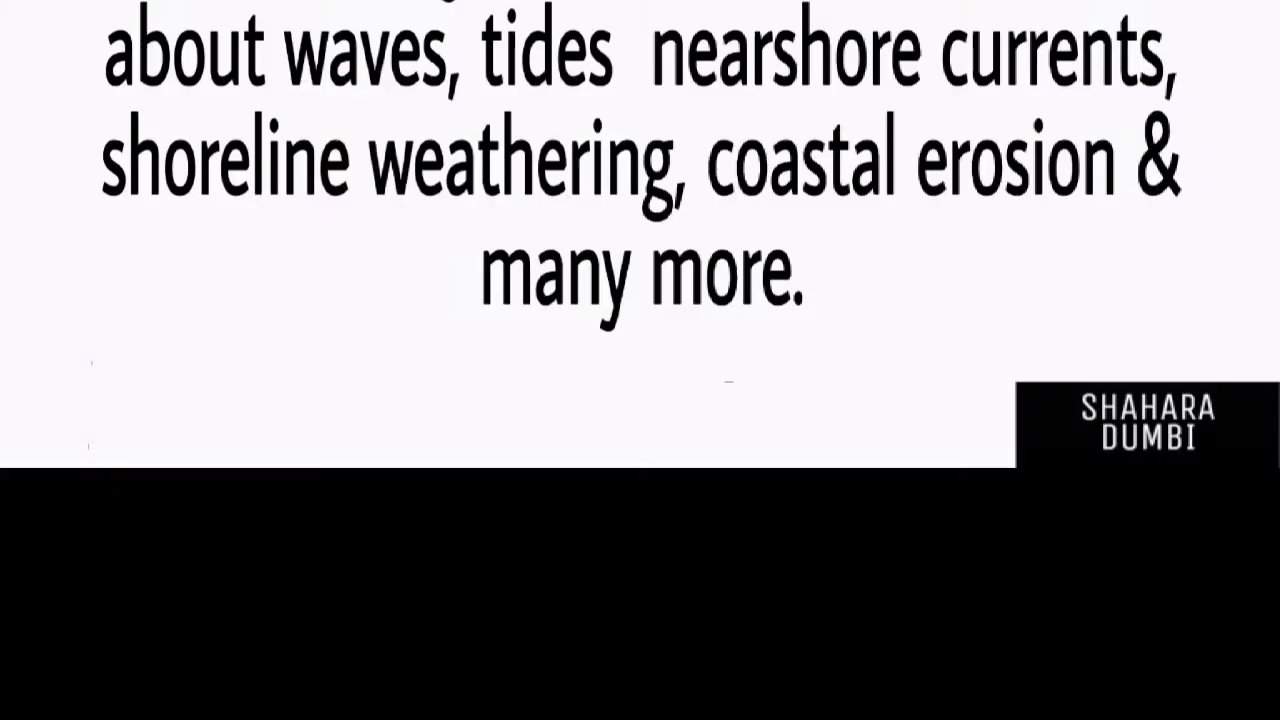 about waves, tides nearshore currents,
shoreline weathering, coastal erosion &
many more.
SHAHARA
DUMBI